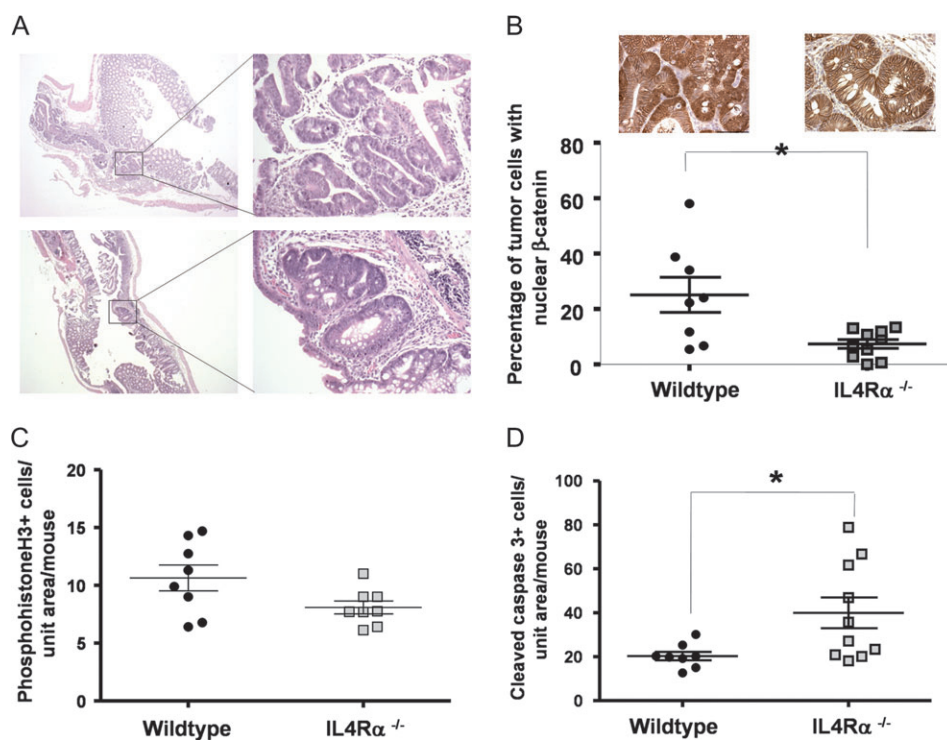 A
B
Percentage of tumor cells with
nuclear β-catenin
80
60
40
20
0
*
Wildtype
IL4Rα -/-
C
PhosphohistoneH3+ cells/
unit area/mouse
20
15
10
5
0
Wildtype
IL4Rα -/-
D
Cleaved caspase 3+ cells/
unit area/mouse
100
80
60
40
20
0
*
Wildtype
IL4Rα -/-